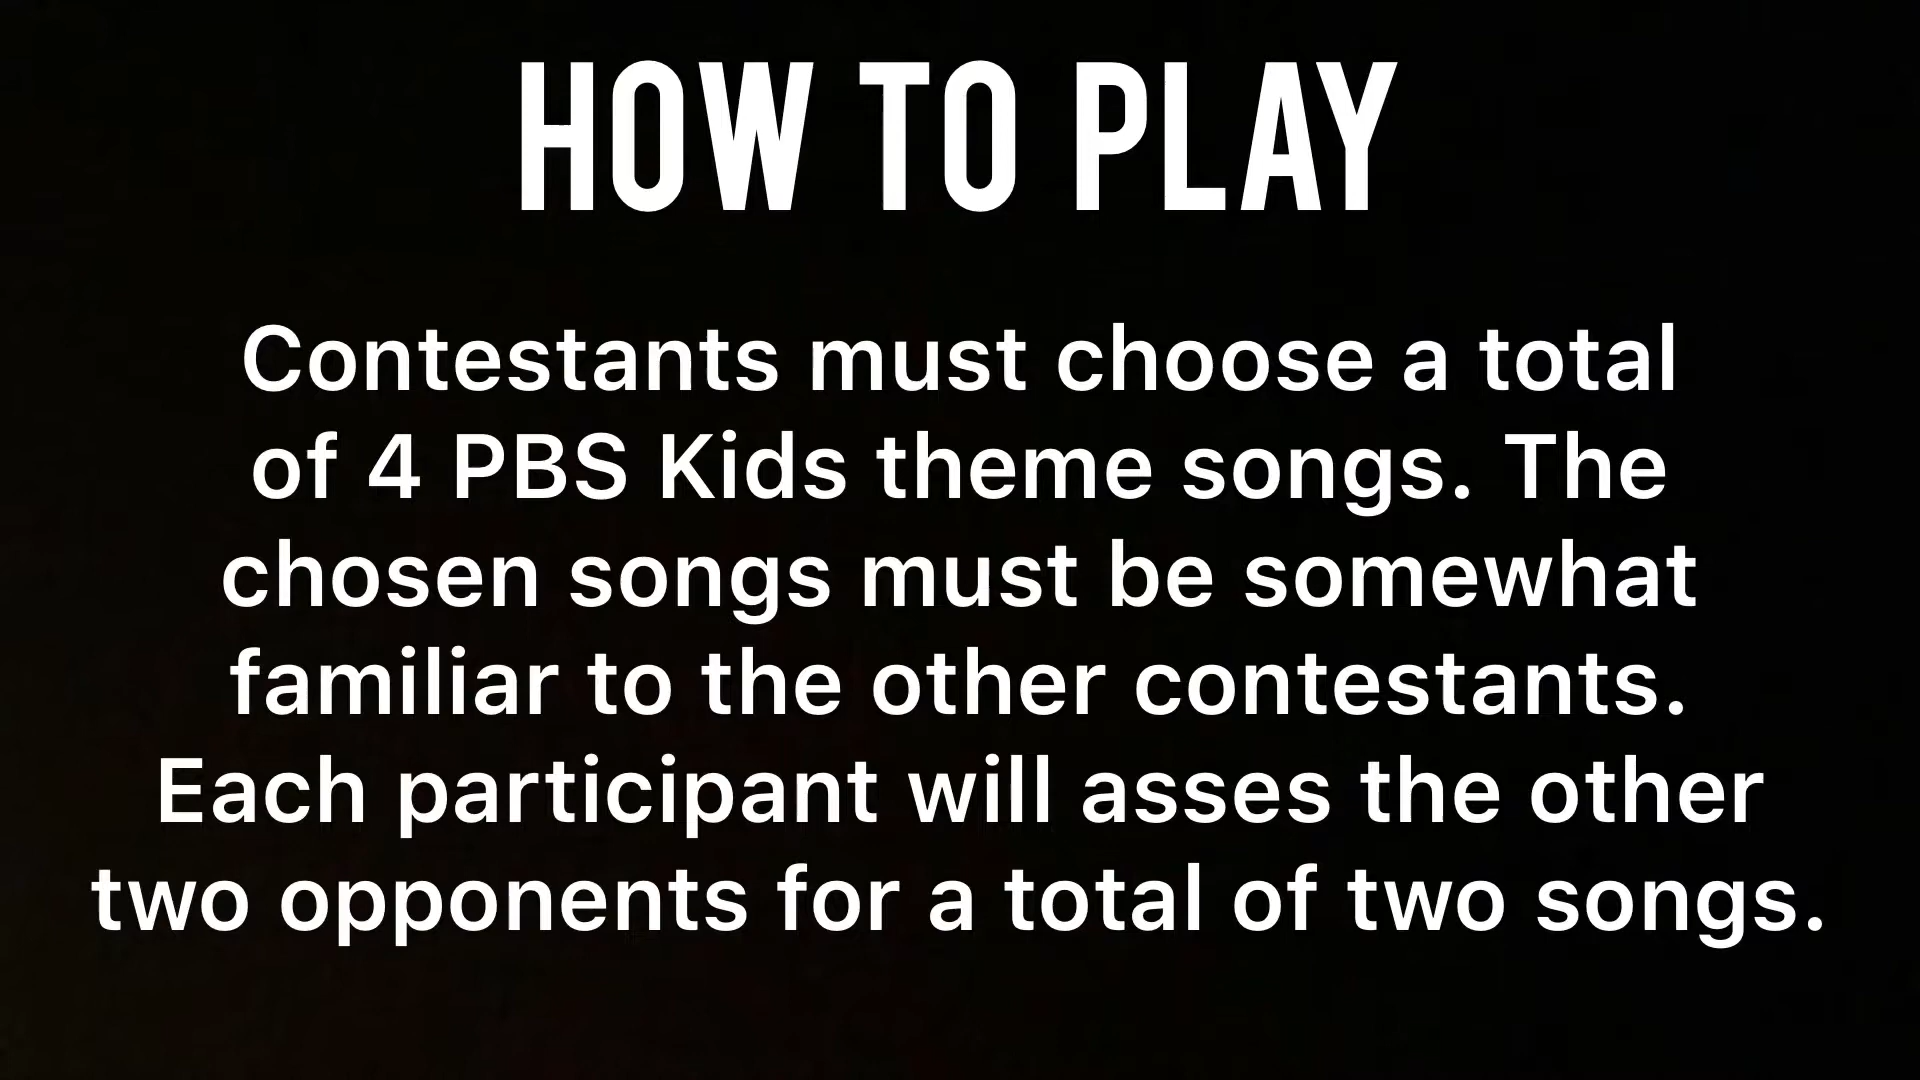 HOW TO PLAY
Contestants must choose a total
of 4 PBS Kids theme songs. The
chosen songs must be somewhat
familiar to the other contestants.
Each participant will asses the other
two opponents for a total of two songs.